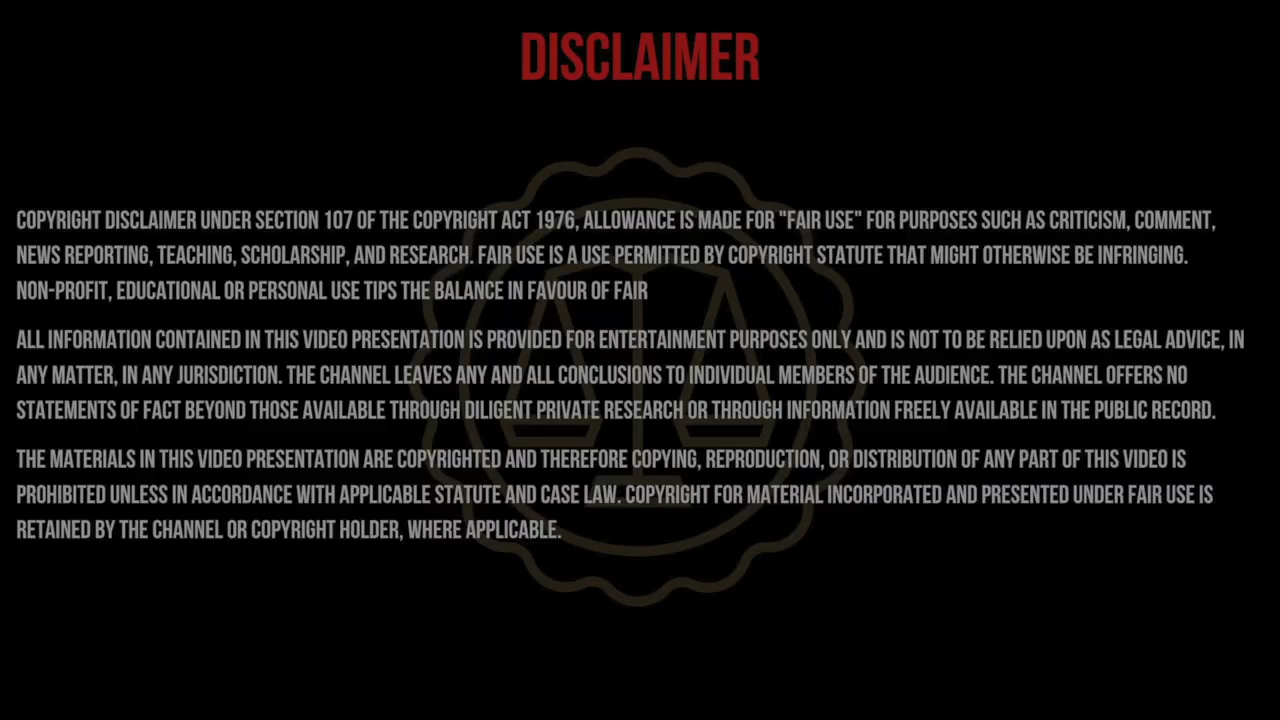 DISCLAIMER
COPYRIGHT DISCLAIMER UNDER SECTION 107 OF THE COPYRIGHT ACT 1976, ALLOWANCE IS MADE FOR "FAIR USE" FOR PURPOSES SUCH AS CRITICISM, COMMENT,
NEWS REPORTING, TEACHING, SCHOLARSHIP, AND RESEARCH. FAIR USE IS A USE PERMITTED BY COPYRIGHT STATUTE THAT MIGHT OTHERWISE BE INFRINGING.
NON-PROFIT, EDUCATIONAL OR PERSONAL USE TIPS THE BALANCE IN FAVOUR OF FAIR
ALL INFORMATION CONTAINED IN THIS VIDEO PRESENTATION IS PROVIDED FOR ENTERTAINMENT PURPOSES ONLY AND IS NOT TO BE RELIED UPON AS LEGAL ADVICE, IN
ANY MATTER, IN ANY JURISDICTION. THE CHANNEL LEAVES ANY AND ALL CONCLUSIONS TO INDIVIDUAL MEMBERS OF THE AUDIENCE. THE CHANNEL OFFERS NO
STATEMENTS OF FACT BEYOND THOSE AVAILABLE THROUGH DILIGENT PRIVATE RESEARCH OR THROUGH INFORMATION FREELY AVAILABLE IN THE PUBLIC RECORD.
THE MATERIALS IN THIS VIDEO PRESENTATION ARE COPYRIGHTED AND THEREFORE COPYING, REPRODUCTION, OR DISTRIBUTION OF ANY PART OF THIS VIDEO IS
PROHIBITED UNLESS IN ACCORDANCE WITH APPLICABLE STATUTE AND CASE LAW. COPYRIGHT FOR MATERIAL INCORPORATED AND PRESENTED UNDER FAIR USE IS
RETAINED BY THE CHANNEL OR COPYRIGHT HOLDER, WHERE APPLICABLE.